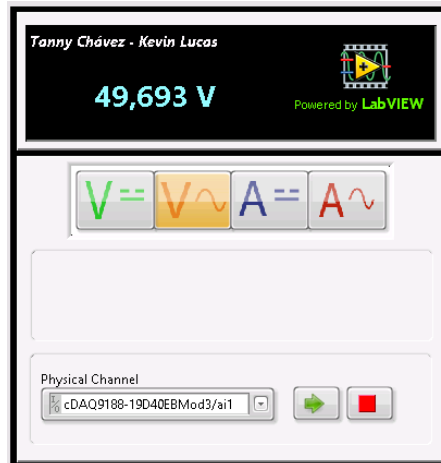 Tanny Chávez - Kevin Lucas
49,693 V
Powered by LabVIEW
V V A A
Physical Channel
I/O cDAQ9188-19D40EBMod3/ai1